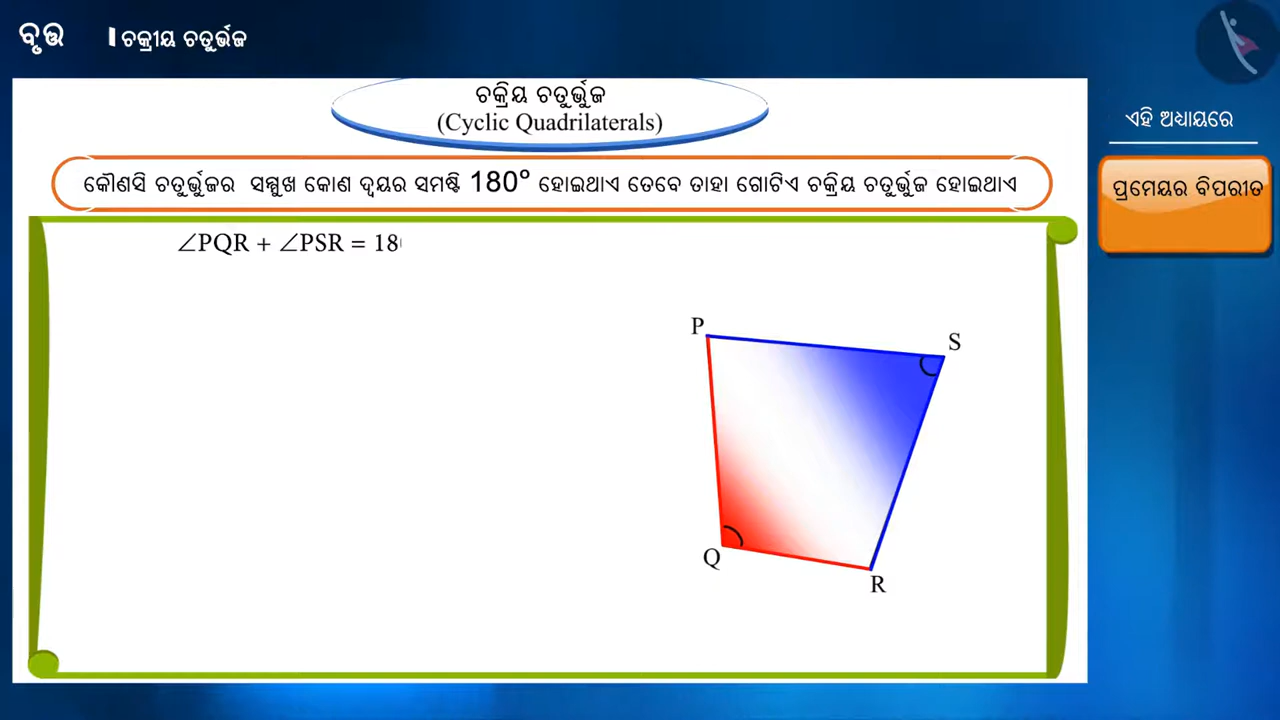 ବୃତ୍ତ
ଚକ୍ରୀୟ ଚତୁର୍ଭୁଜ
ଚକ୍ରିୟ ଚତୁର୍ଭୁଜ
(Cyclic Quadrilaterals)
ଏହି ଅଧ୍ୟାୟରେ
କୌଣସି ଚତୁର୍ଭୁଜର ସମ୍ମୁଖ କୋଣ ଦ୍ୱୟର ସମଷ୍ଟି 180° ହୋଇଥାଏ ତେବେ ତାହା ଗୋଟିଏ ଚକ୍ରିୟ ଚତୁର୍ଭୁଜ ହୋଇଥାଏ
ପ୍ରମେୟର ବିପରୀତ
∠PQR + ∠PSR = 18
P
S
Q
R